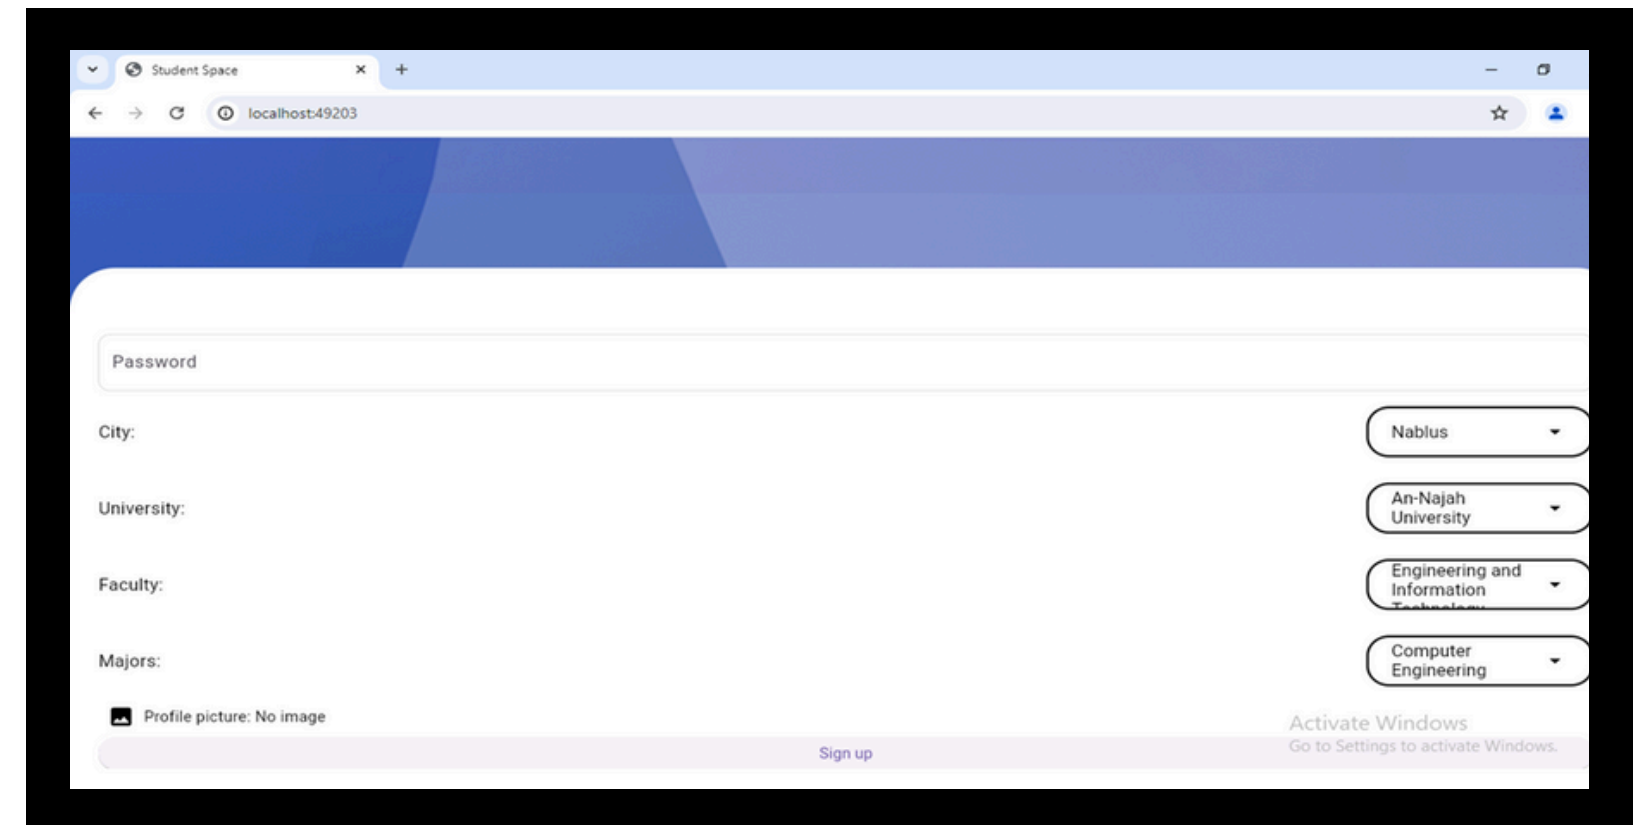 Student Space
localhost:49203
Password
City:
Nablus
University:
An-Najah
University
Faculty:
Engineering and
Information
Technology
Majors:
Computer
Engineering
Profile picture: No image
Activate Windows
Go to Settings to activate Windows.
Sign up